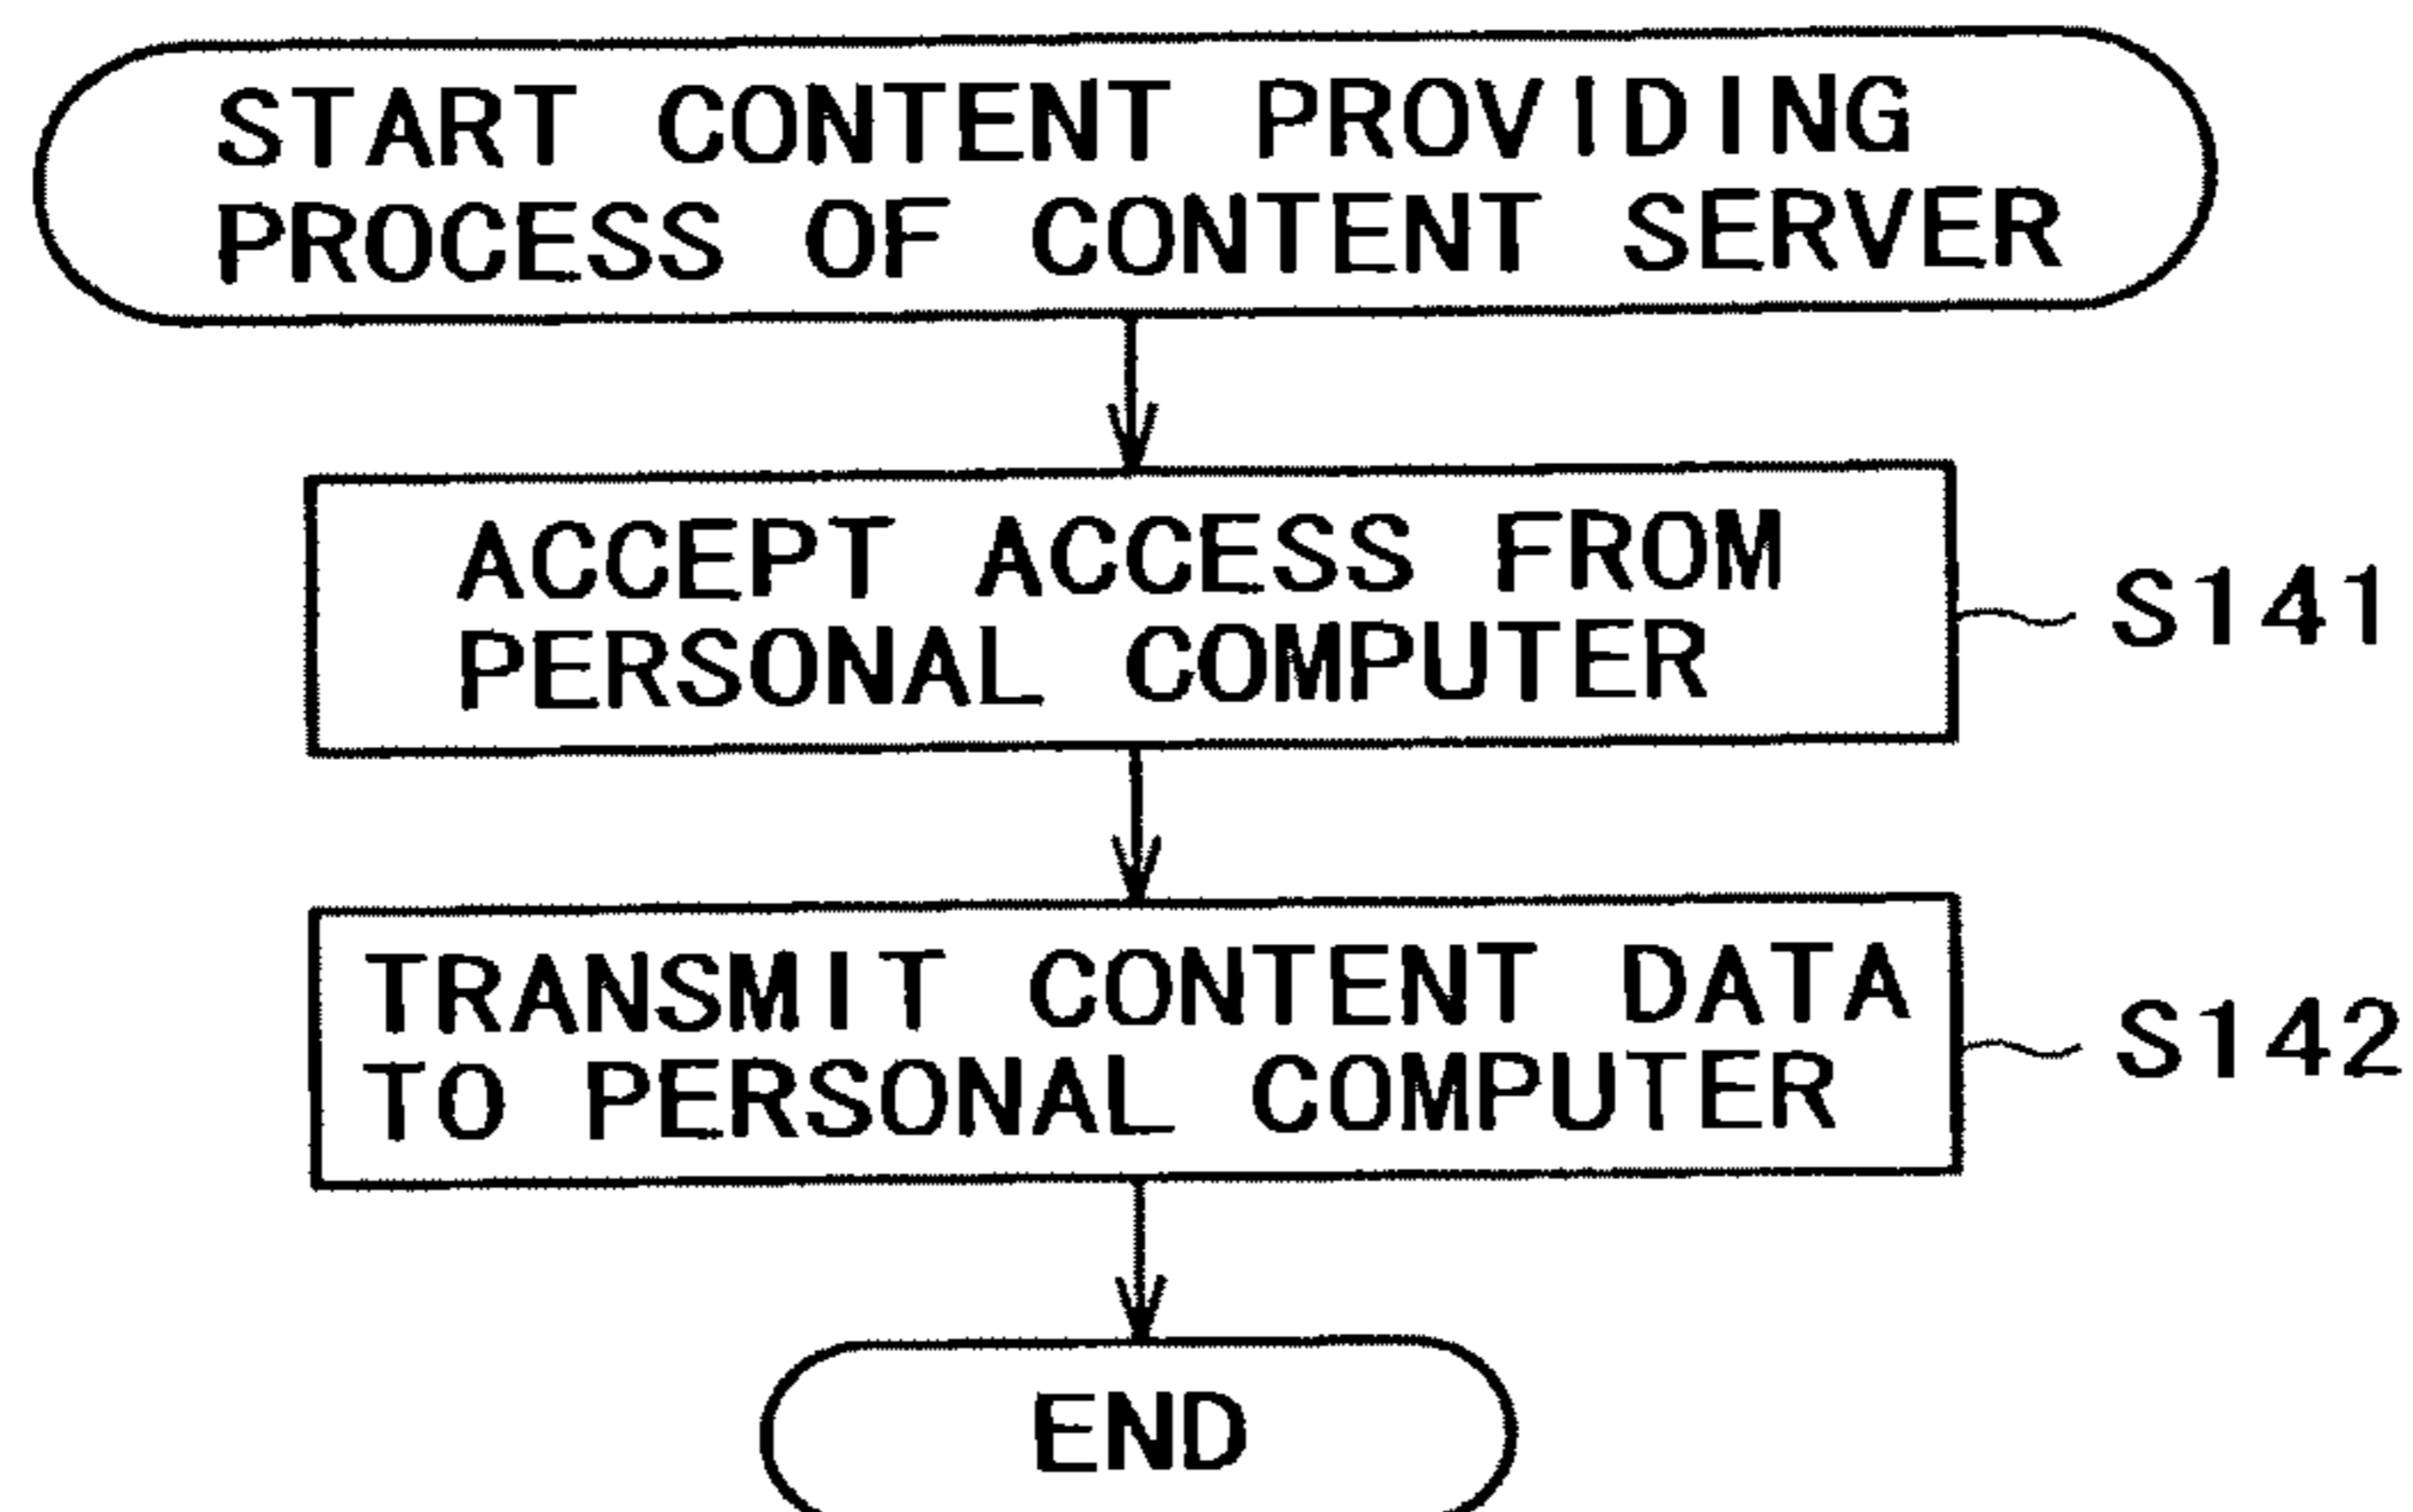 START CONTENT PROVIDING
PROCESS OF CONTENT SERVER
ACCEPT ACCESS FROM
PERSONAL COMPUTER
S141
TRANSMIT CONTENT DATA
TO PERSONAL COMPUTER
S142
END